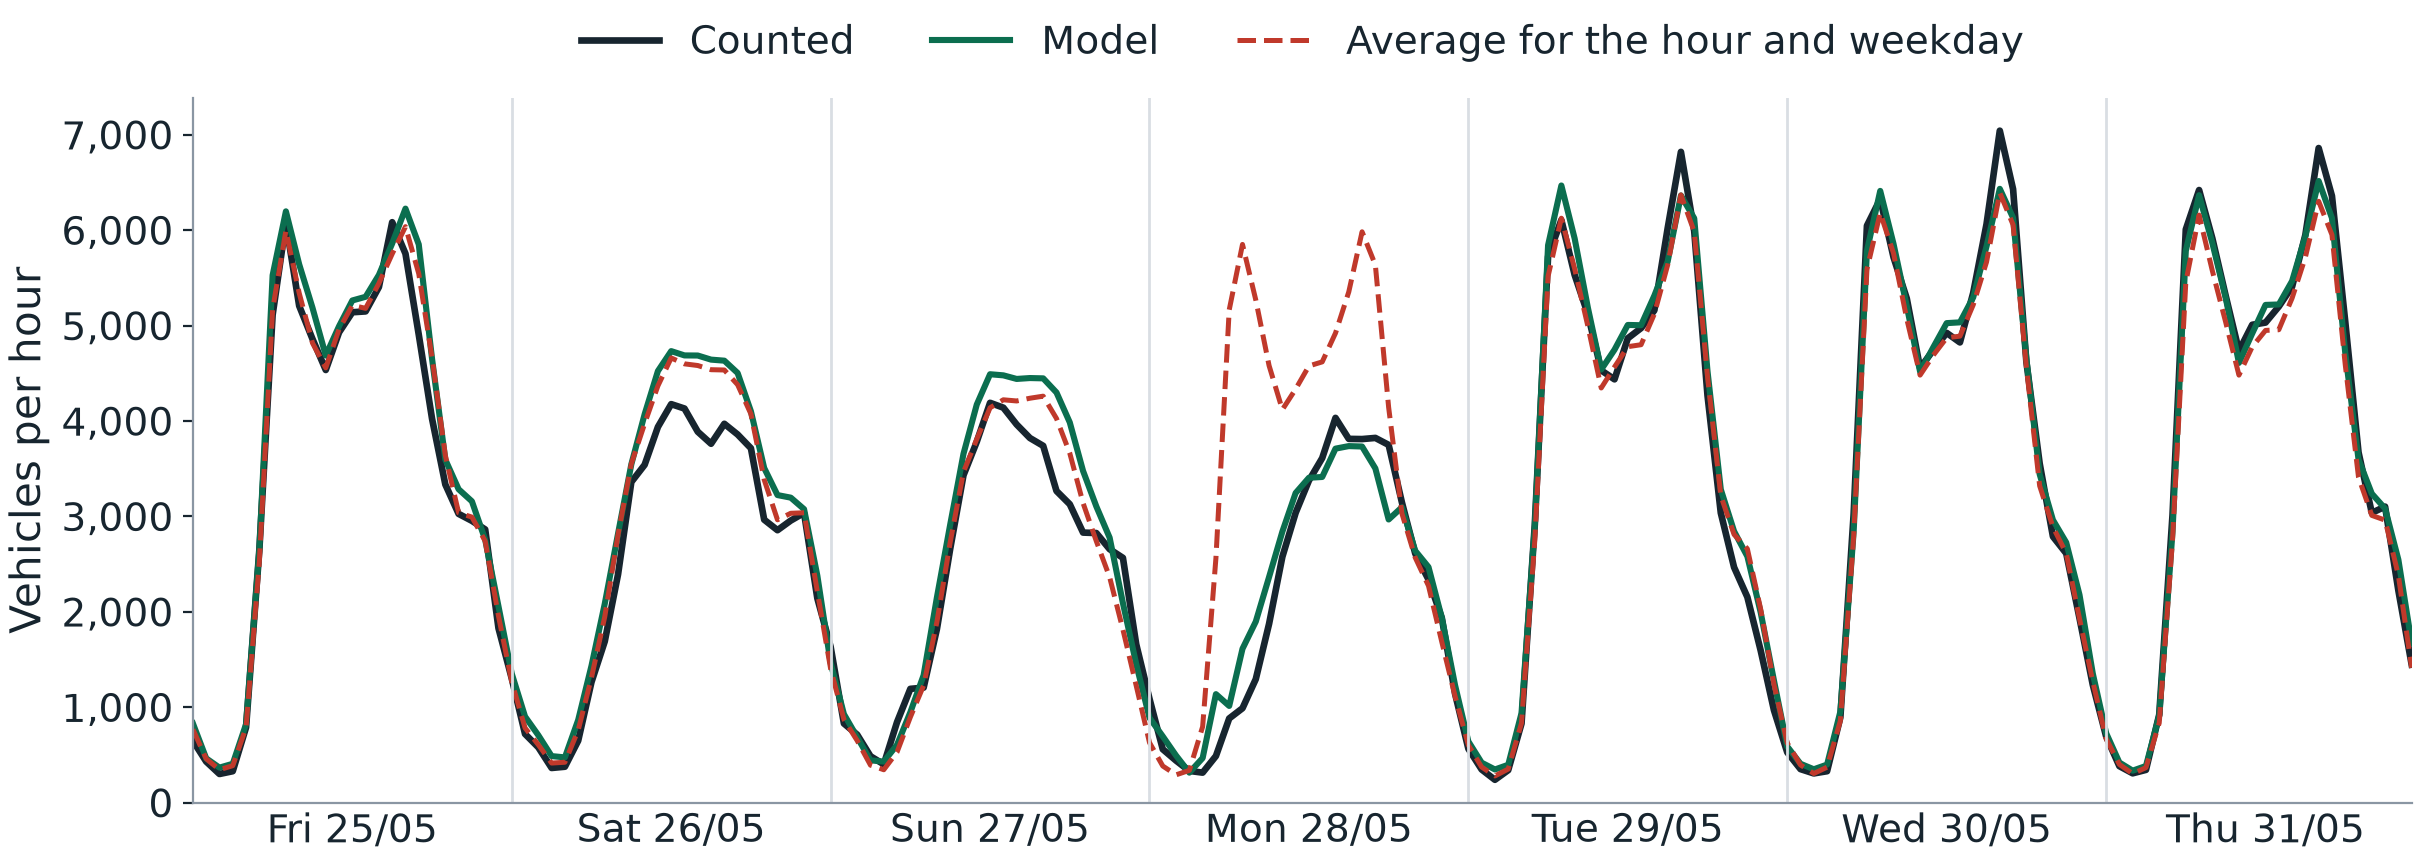 Counted Model Average for the hour and weekday
Vehicles per hour
7,000
6,000
5,000
4,000
3,000
2,000
1,000
0
Fri 25/05 Sat 26/05 Sun 27/05 Mon 28/05 Tue 29/05 Wed 30/05 Thu 31/05